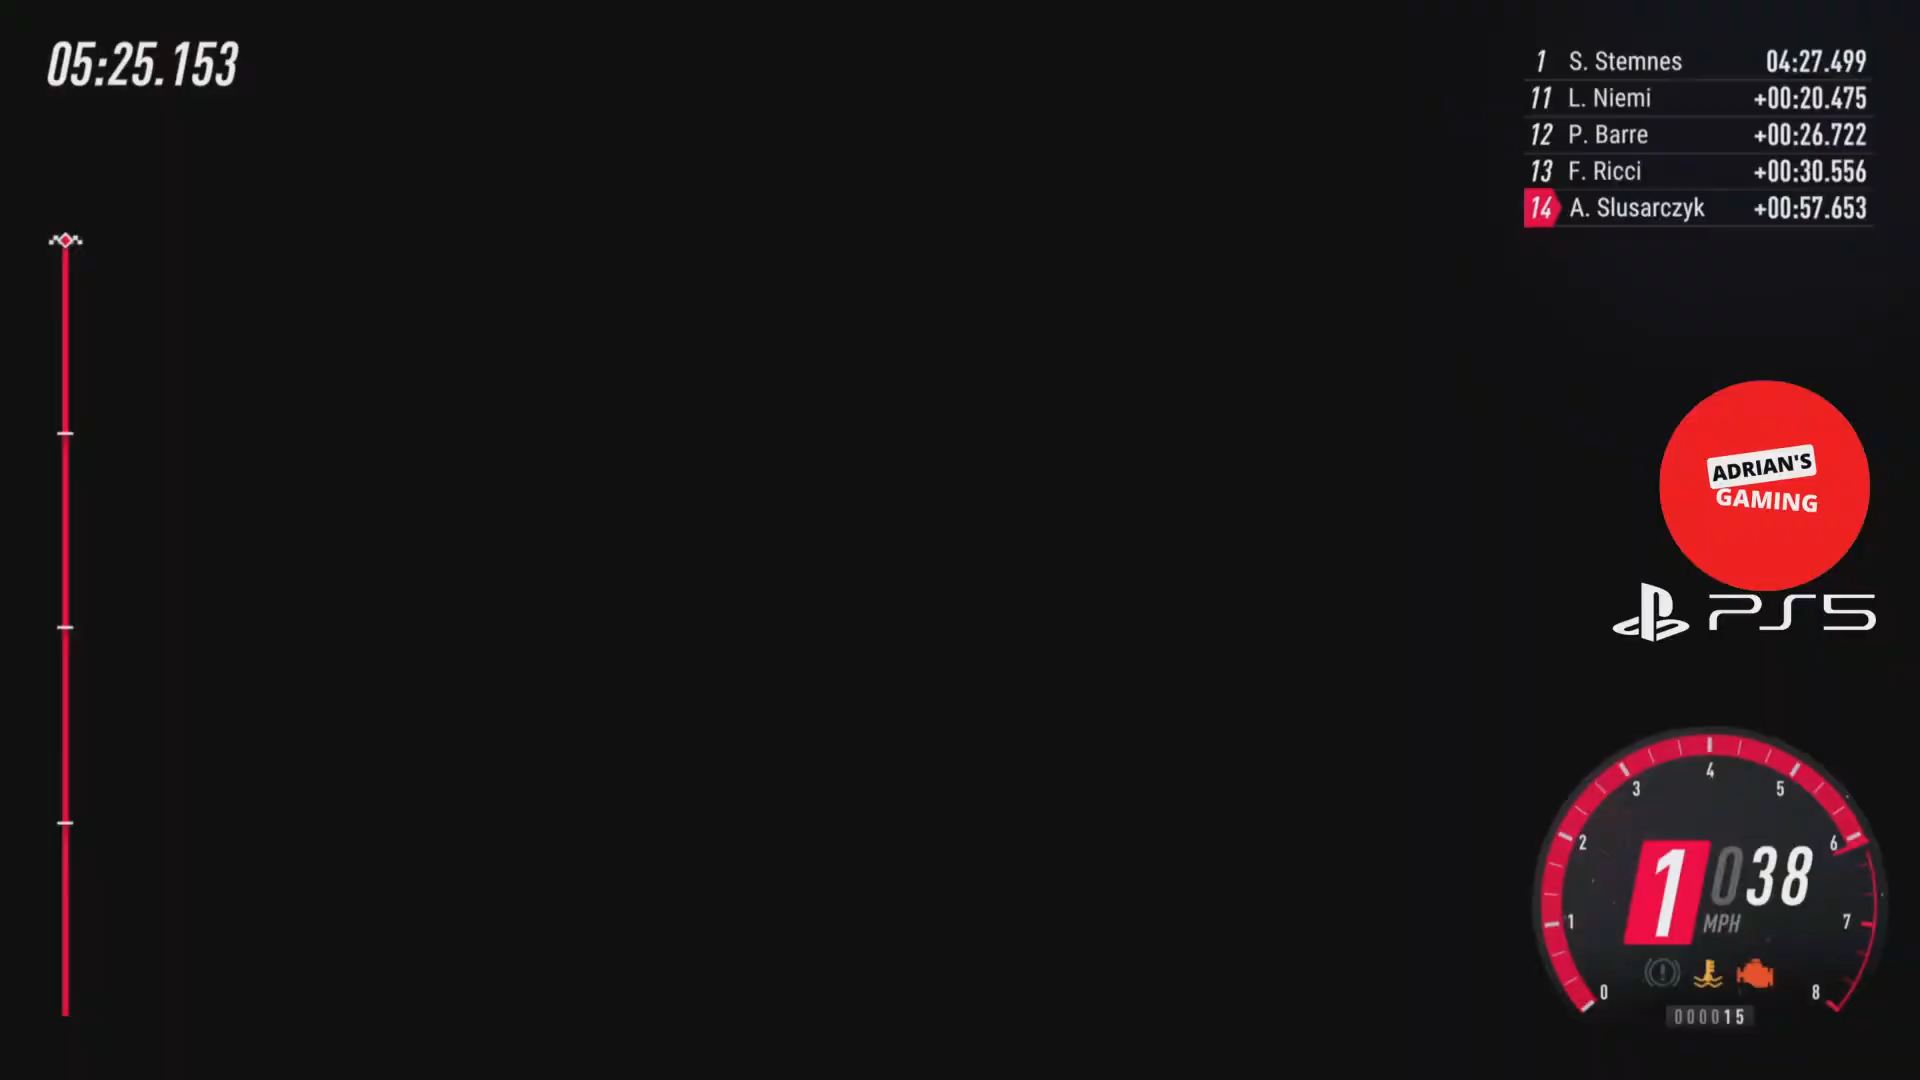 05:25.153
1 S. Stemnes 04:27.499
11 L. Niemi +00:20.475
12 P. Barre +00:26.722
13 F. Ricci +00:30.556
14 A. Slusarczyk +00:57.653
ADRIAN'S
GAMING
PS5
0 1 2 3 4 5 6 7 8
1 038
MPH
000015